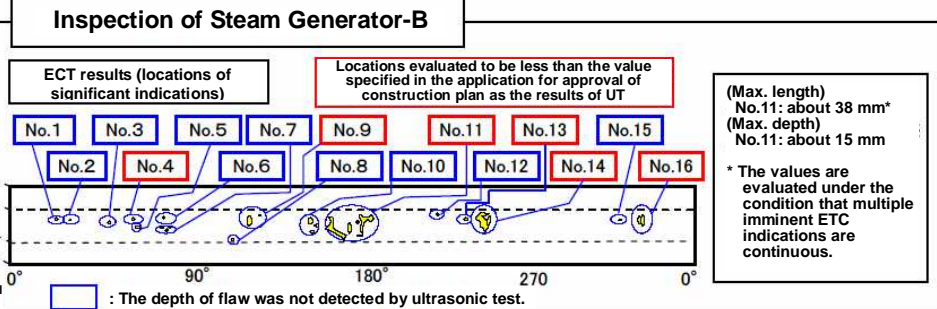 Inspection of Steam Generator-B
ECT results (locations of
significant indications)
Locations evaluated to be less than the value
specified in the application for approval of
construction plan as the results of UT
No.1
No.3
No.5
No.7
No.9
No.11
No.13
No.15
No.2
No.4
No.6
No.8
No.10
No.12
No.14
No.16
0°
90°
180°
270
0°
: The depth of flaw was not detected by ultrasonic test.
(Max. length)
No.11: about 38 mm*
(Max. depth)
No.11: about 15 mm
* The values are
evaluated under the
condition that multiple
imminent ETC
indications are
continuous.